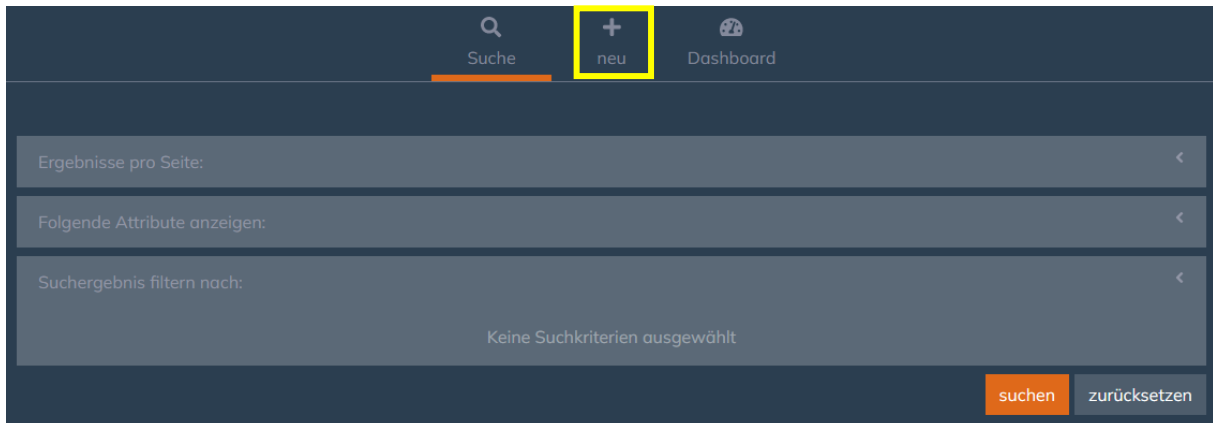 Suche neu Dashboard
Ergebnisse pro Seite:
Folgende Attribute anzeigen:
Suchergebnis filtern nach:
Keine Suchkriterien ausgewählt
suchen zurücksetzen